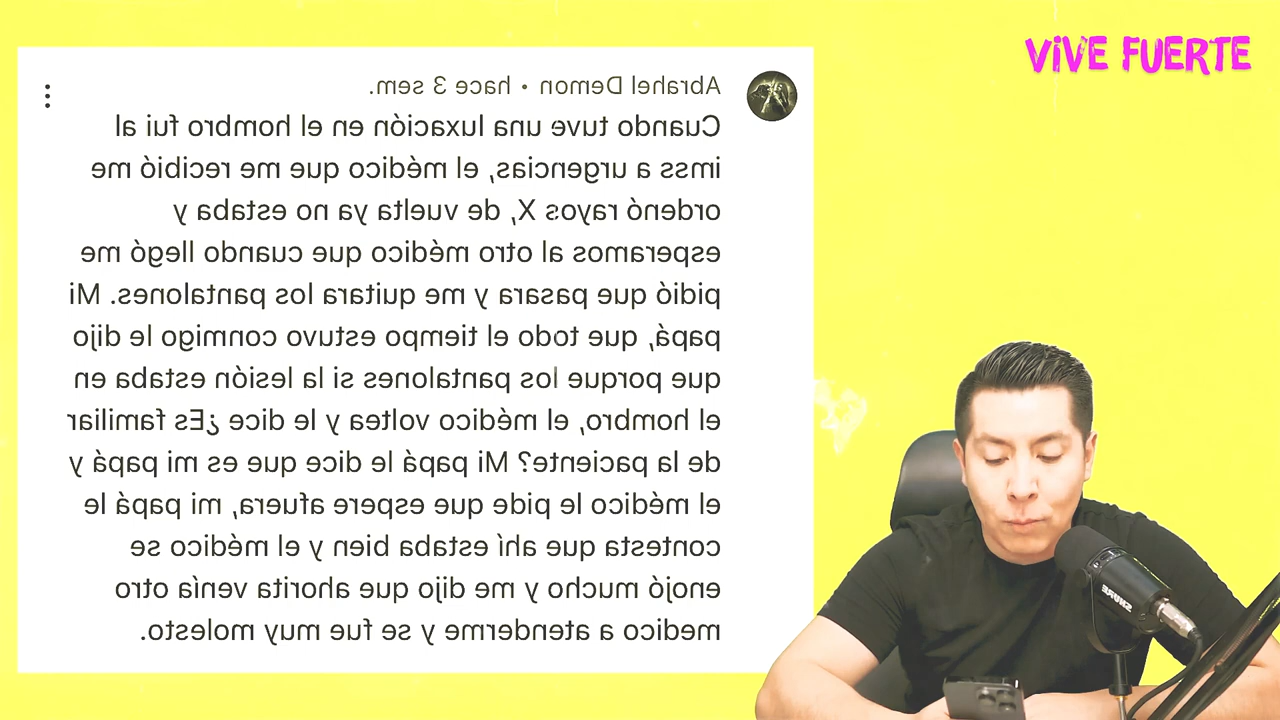 VIVE FUERTE
Abrahel Demon • hace 3 sem.
Cuando tuve una luxación en el hombro fui al
imss a urgencias, el médico que me recibió me
ordenó rayos X, de vuelta ya no estaba y
esperamos al otro médico que cuando llegó me
pidió que pasara y me quitara los pantalones. Mi
papá, que todo el tiempo estuvo conmigo le dijo
que porque los pantalones si la lesión estaba en
el hombro, el médico voltea y le dice ¿Es familiar
de la paciente? Mi papá le dice que es mi papá y
el médico le pide que espere afuera, mi papá le
contesta que ahí estaba bien y el médico se
enojó mucho y me dijo que ahorita venía otro
medico a atenderme y se fue muy molesto.
SHURE